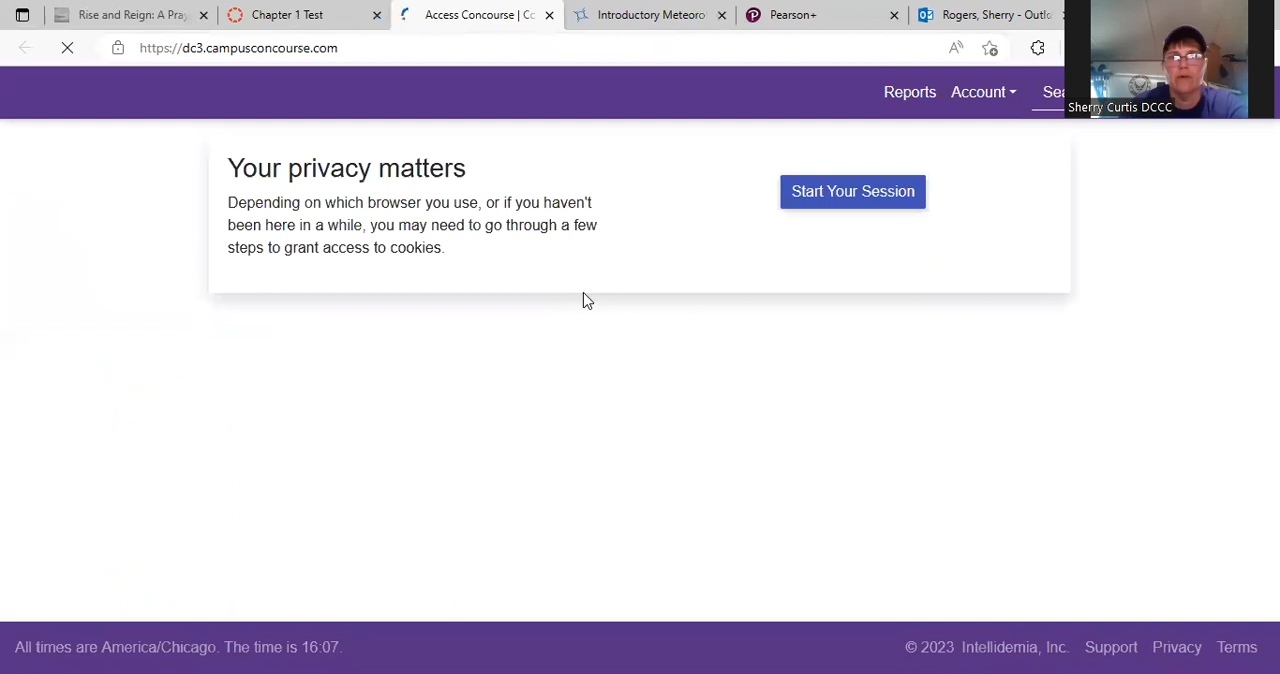 Rise and Reign: A Pra
Chapter 1 Test
Access Concourse | Co
Introductory Meteoro
Pearson+
Rogers, Sherry - Outlo
https://dc3.campusconcourse.com
Reports
Account
Sea
Sherry Curtis DCCC
Your privacy matters
Depending on which browser you use, or if you haven't
been here in a while, you may need to go through a few
steps to grant access to cookies.
Start Your Session
All times are America/Chicago. The time is 16:07.
© 2023 Intellidemia, Inc. Support Privacy Terms